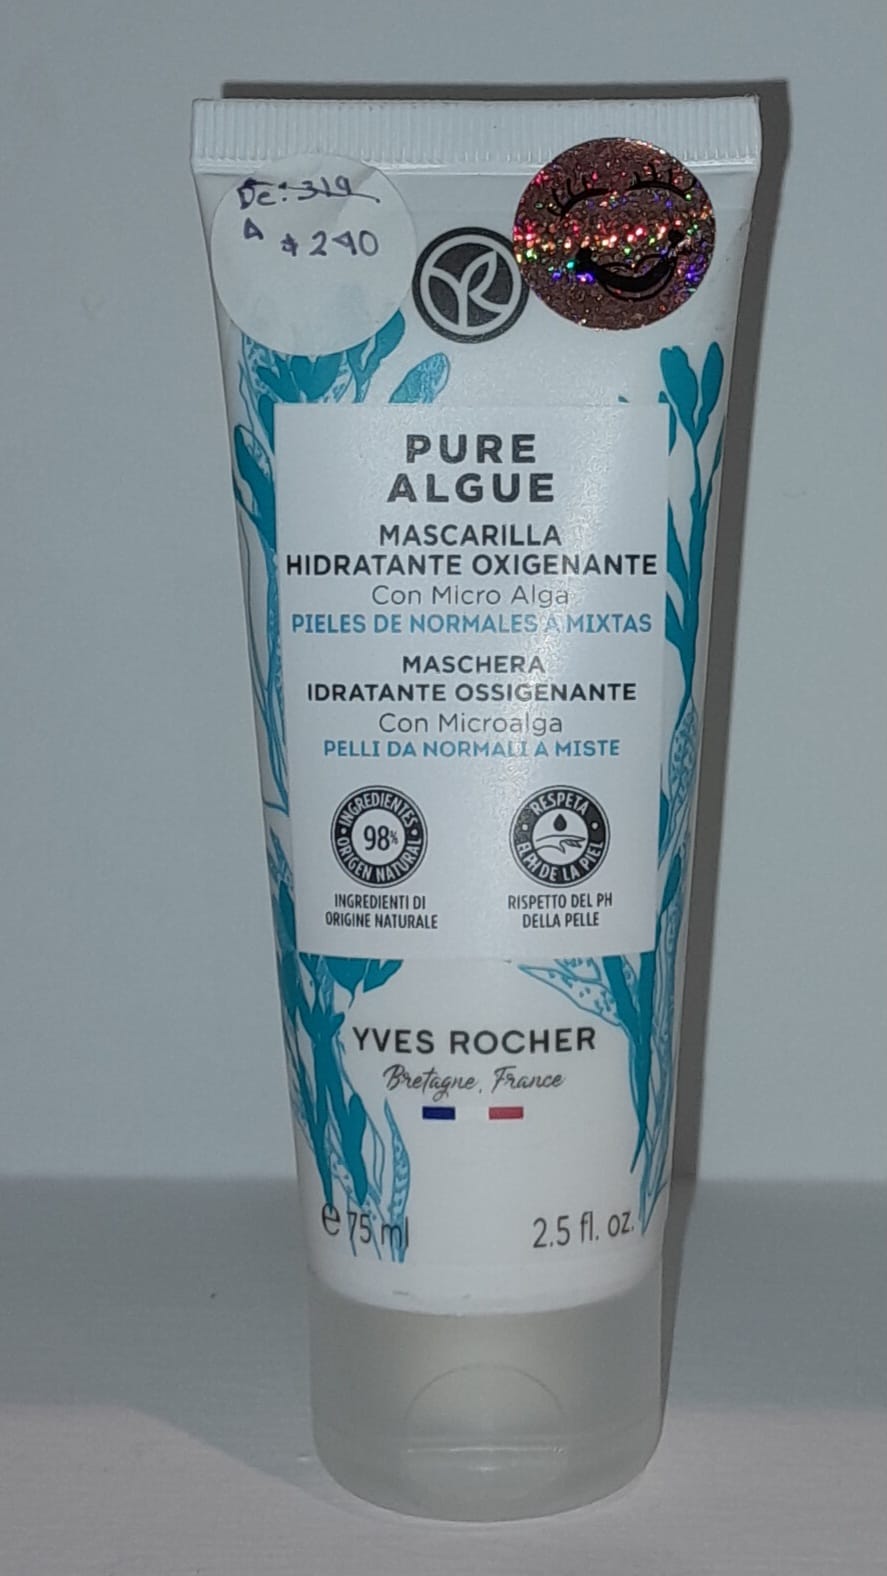 De: 319
A $240
PURE
ALGUE
MASCARILLA
HIDRATANTE OXIGENANTE
Con Micro Alga
PIELES DE NORMALES A MIXTAS
MASCHERA
IDRATANTE OSSIGENANTE
Con Microalga
PELLI DA NORMALI A MISTE
INGREDIENTES
98%
ORIGEN NATURAL
INGREDIENTI DI
ORIGINE NATURALE
RESPETA
EL PH DE LA PIEL
RISPETTO DEL PH
DELLA PELLE
YVES ROCHER
Bretagne, France
e 75 ml
2.5 fl. oz.